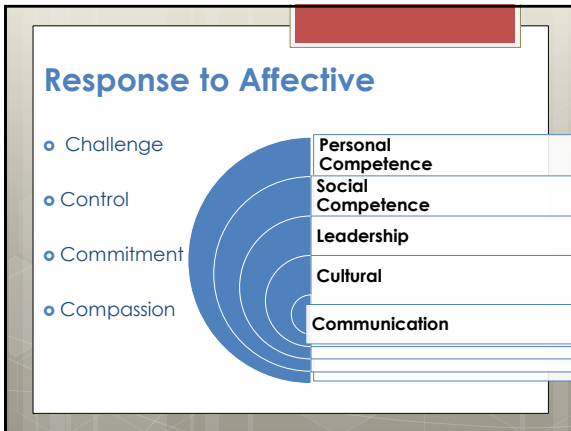 Response to Affective
Challenge
Control
Commitment
Compassion
Personal
Competence
Social
Competence
Leadership
Cultural
Communication